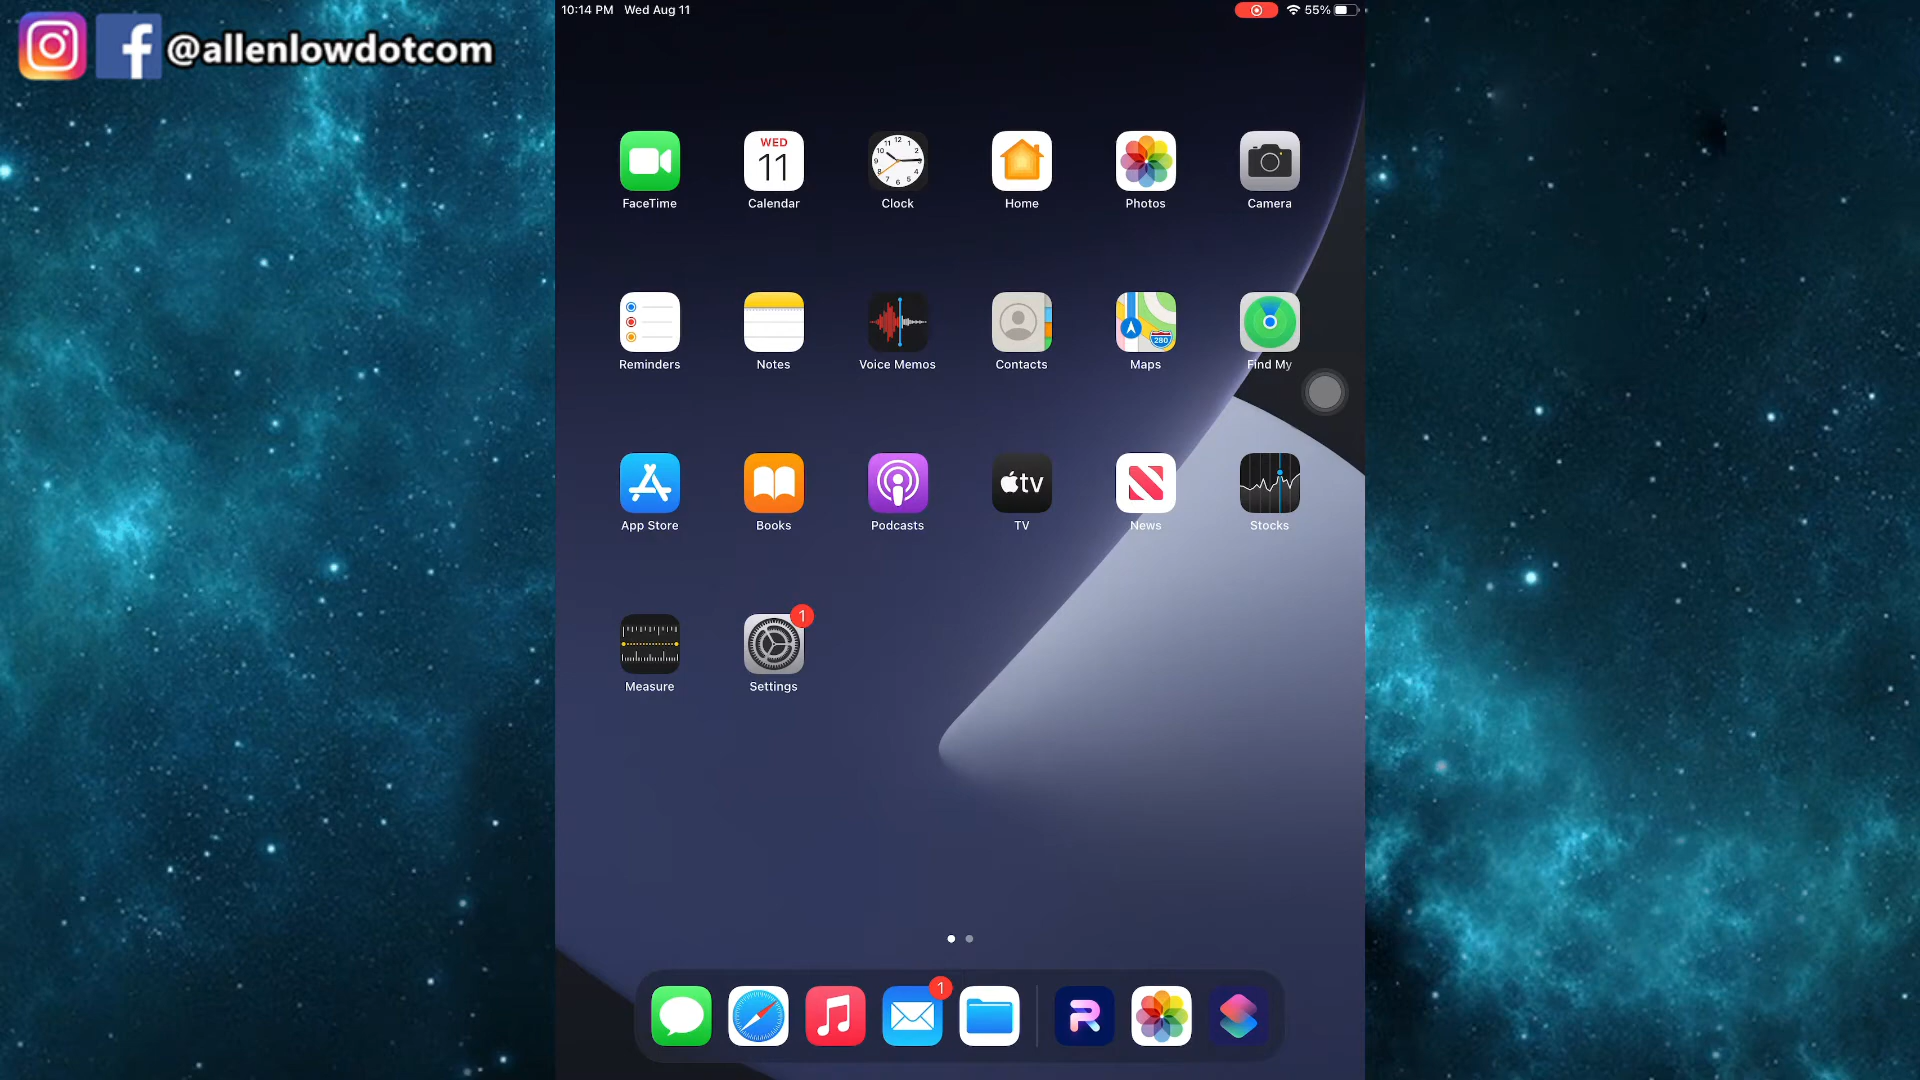 @allenlowdotcom
10:14 PM Wed Aug 11
55%
WED
11
FaceTime
Calendar
Clock
Home
Photos
Camera
280
Reminders
Notes
Voice Memos
Contacts
Maps
Find My
tv
App Store
Books
Podcasts
TV
News
Stocks
1
Measure
Settings
1